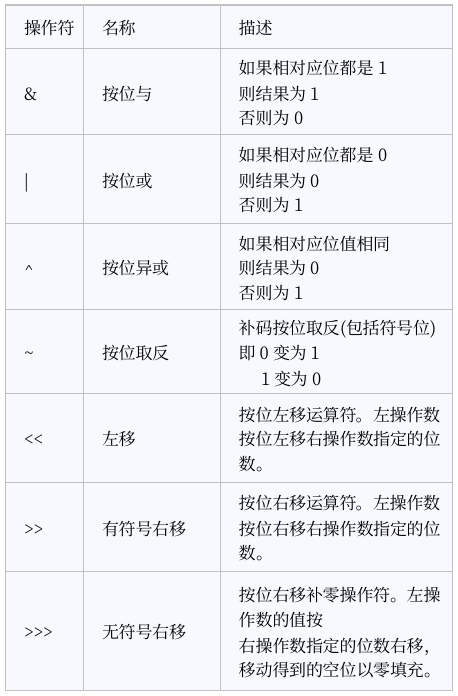 操作符 名称 描述
如果相对应位都是 1
& 按位与 则结果为 1
否则为 0
如果相对应位都是 0
| 按位或 则结果为 0
否则为 1
如果相对应位值相同
^ 按位异或 则结果为 0
否则为 1
补码按位取反(包括符号位)
~ 按位取反 即 0 变为 1
1 变为 0
按位左移运算符。左操作数
<< 左移 按位左移右操作数指定的位
数。
按位右移运算符。左操作数
>> 有符号右移 按位右移右操作数指定的位
数。
按位右移补零操作符。左操
作数的值按
>>> 无符号右移 右操作数指定的位数右移，
移动得到的空位以零填充。